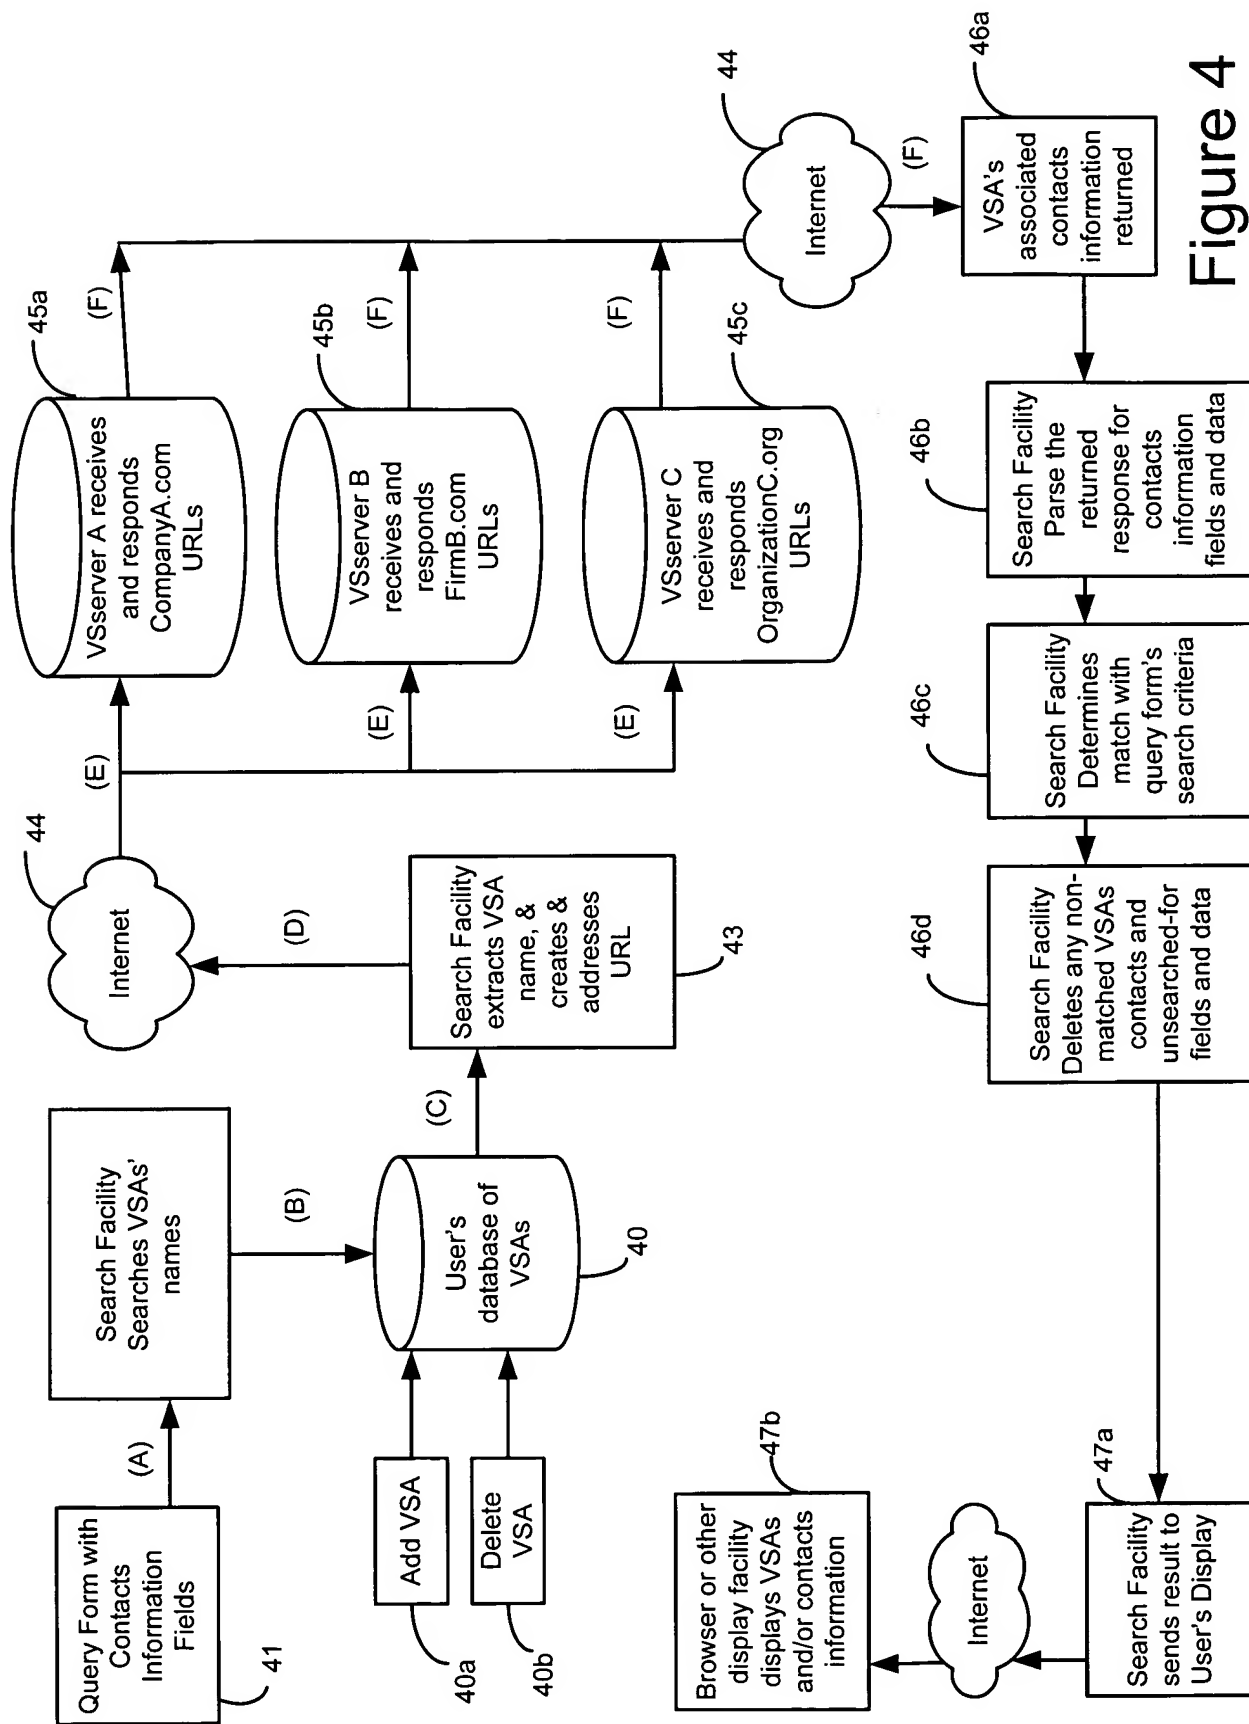 Query Form with
Contacts
Information
Fields
41
(A)
Search Facility
Searches VSAs'
names
(B)
Add VSA
40a
Delete
VSA
40b
User's
database of
VSAs
40
(C)
Search Facility
extracts VSA
name, &
creates &
addresses
URL
43
(D)
Internet
44
(E)
(E)
(E)
VSserver A receives
and responds
CompanyA.com
URLs
45a
VSserver B
receives and
responds
FirmB.com
URLs
45b
VSserver C
receives and
responds
OrganizationC.org
URLs
45c
(F)
(F)
(F)
Internet
44
(F)
VSA's
associated
contacts
information
returned
46a
Search Facility
Parse the
returned
response for
contacts
information
fields and data
46b
Search Facility
Determines
match with
query form's
search criteria
46c
Search Facility
Deletes any non-
matched VSAs
contacts and
unsearched-for
fields and data
46d
Search Facility
sends result to
User's Display
47a
Internet
Browser or other
display facility
displays VSAs
and/or contacts
information
47b
Figure 4